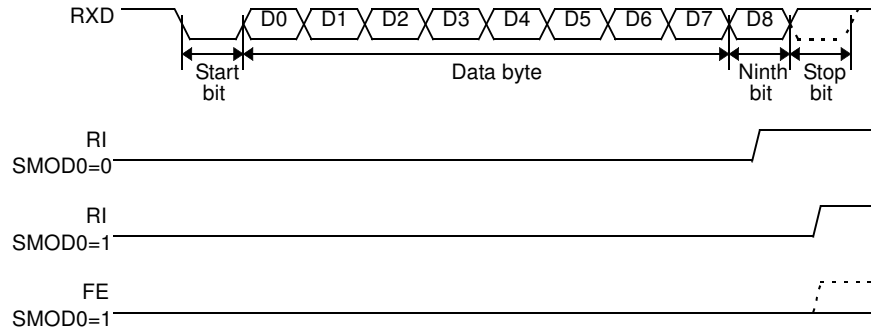 RXD D0 D1 D2 D3 D4 D5 D6 D7 D8
Start bit
Data byte
Ninth bit
Stop bit
RI
SMOD0=0
RI
SMOD0=1
FE
SMOD0=1